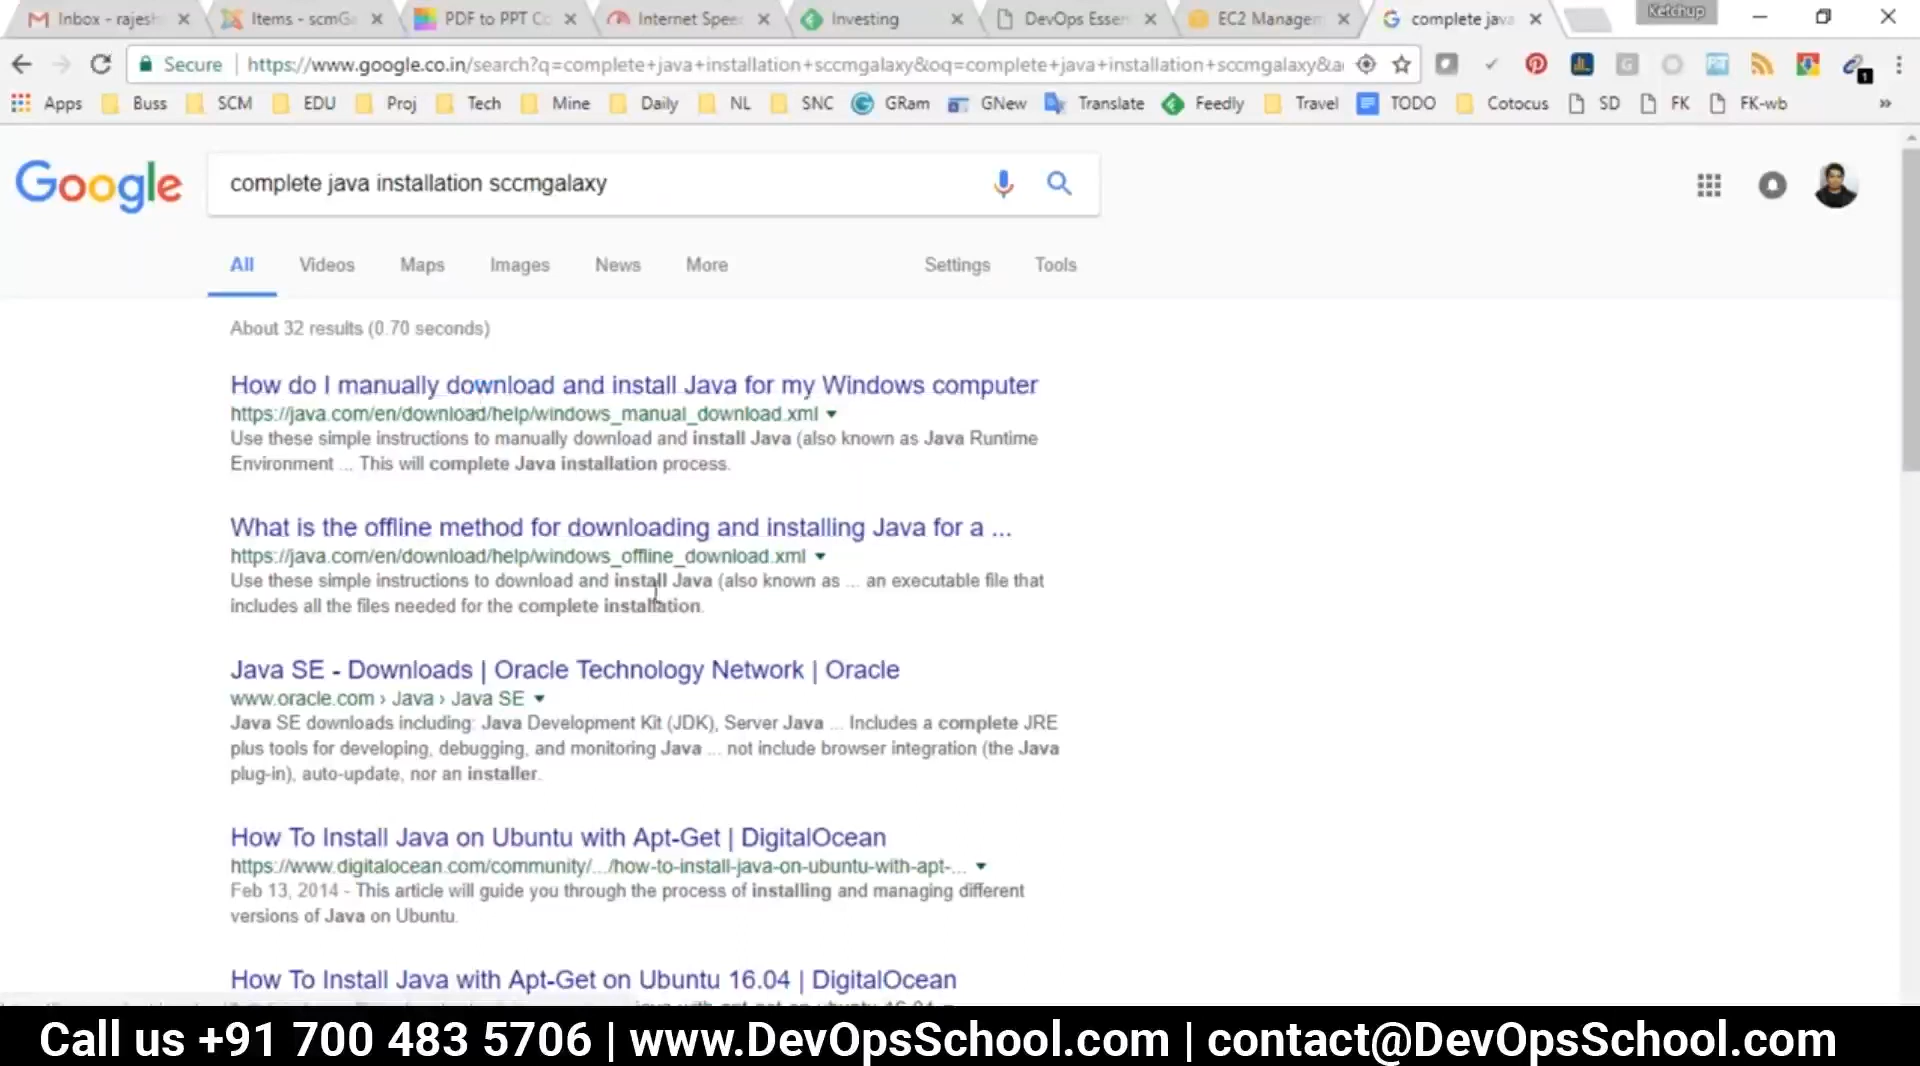 Inbox - rajes
Items - scmG
PDF to PPT Co
Internet Spee
Investing
DevOps Essen
EC2 Managem
complete java
Ketchup
Secure | https://www.google.co.in/search?q=complete+java+installation+sccmgalaxy&oq=complete+java+installation+sccmgalaxy&a
1
Apps Buss SCM EDU Proj Tech Mine Daily NL SNC GRam GNew Translate Feedly Travel TODO Cotocus SD FK FK-wb »
Google
complete java installation sccmgalaxy
All Videos Maps Images News More Settings Tools
About 32 results (0.70 seconds)
How do I manually download and install Java for my Windows computer
https://java.com/en/download/help/windows_manual_download.xml
Use these simple instructions to manually download and install Java (also known as Java Runtime
Environment ... This will complete Java installation process.
What is the offline method for downloading and installing Java for a ...
https://java.com/en/download/help/windows_offline_download.xml
Use these simple instructions to download and install Java (also known as ... an executable file that
includes all the files needed for the complete installation.
Java SE - Downloads | Oracle Technology Network | Oracle
www.oracle.com › Java › Java SE
Java SE downloads including: Java Development Kit (JDK), Server Java ... Includes a complete JRE
plus tools for developing, debugging, and monitoring Java ... not include browser integration (the Java
plug-in), auto-update, nor an installer.
How To Install Java on Ubuntu with Apt-Get | DigitalOcean
https://www.digitalocean.com/community/.../how-to-install-java-on-ubuntu-with-apt-...
Feb 13, 2014 - This article will guide you through the process of installing and managing different
versions of Java on Ubuntu.
How To Install Java with Apt-Get on Ubuntu 16.04 | DigitalOcean
Call us +91 700 483 5706 | www.DevOpsSchool.com | contact@DevOpsSchool.com